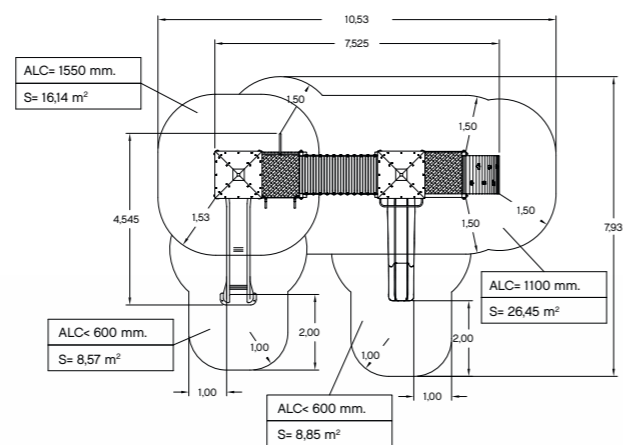 10,53
7,525
ALC= 1550 mm.
S= 16,14 m²
1,50
1,50
4,545
1,53
1,50
1,50
7,93
ALC= 1100 mm.
S= 26,45 m²
ALC< 600 mm.
S= 8,57 m²
2,00
1,00
2,00
1,00
1,00
1,00
ALC< 600 mm.
S= 8,85 m²